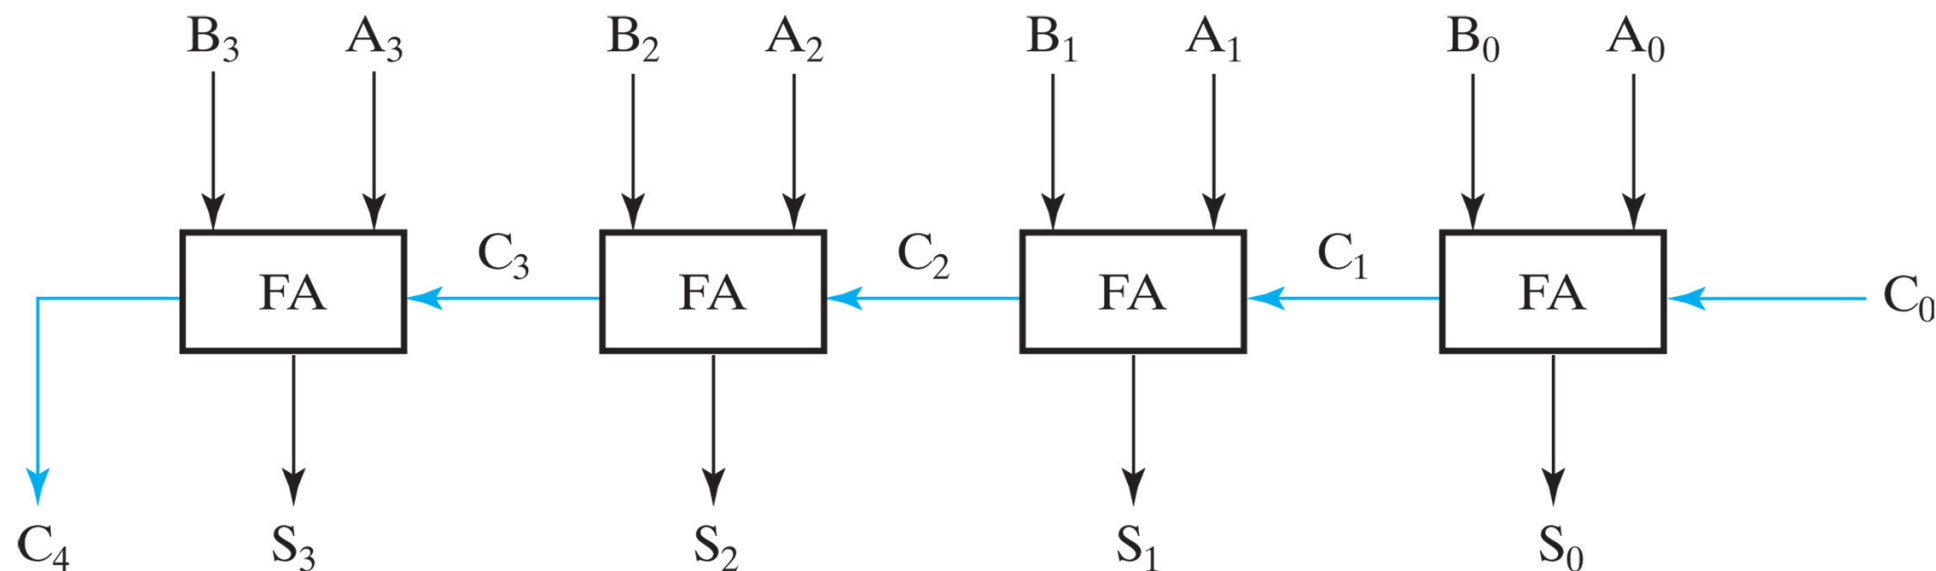 B₃ A₃ B₂ A₂ B₁ A₁ B₀ A₀
C₃ C₂ C₁
FA FA FA FA C₀
C₄ S₃ S₂ S₁ S₀